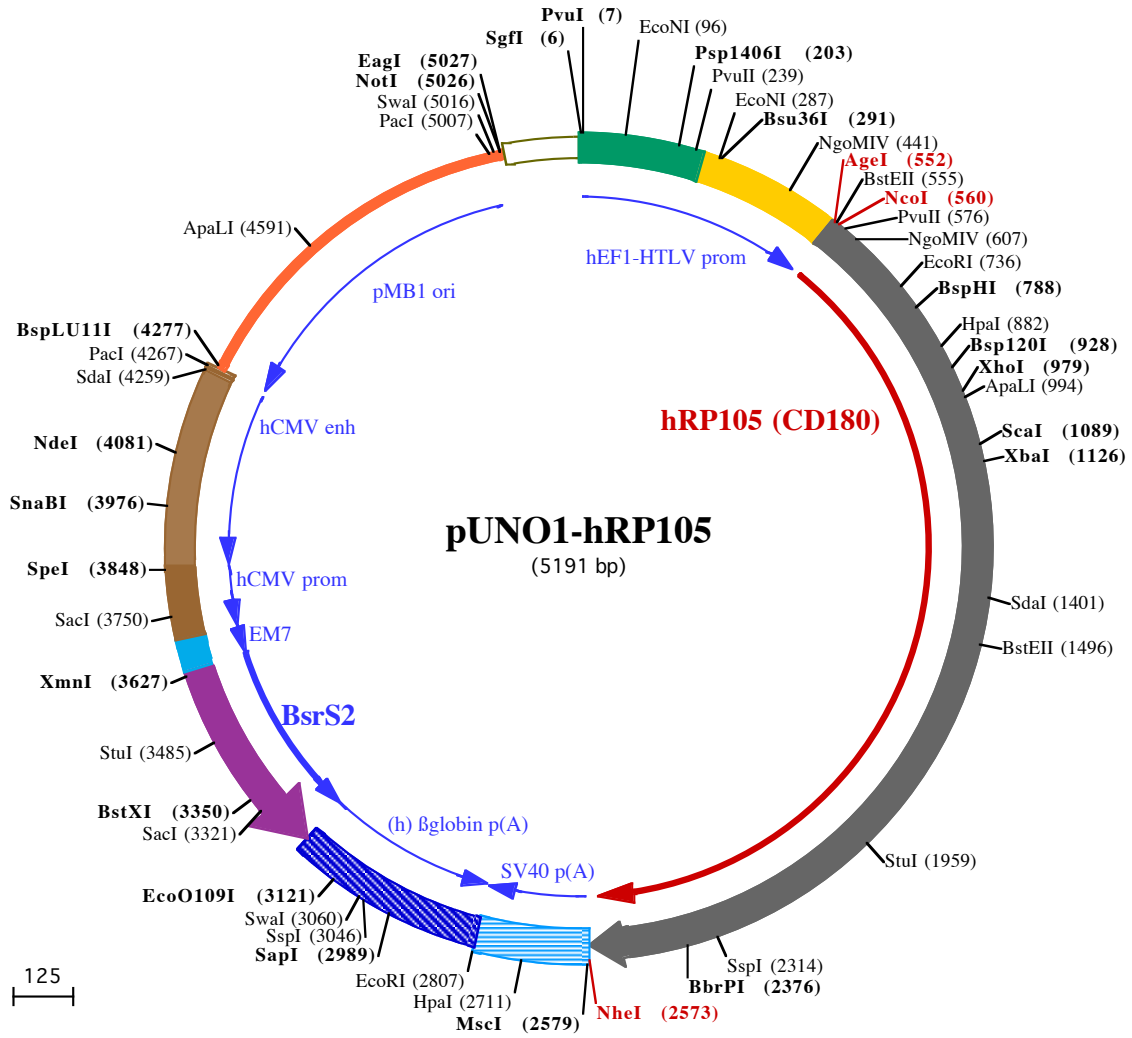 PvuI (7)
SgfI (6)
EcoNI (96)
Psp1406I (203)
PvuII (239)
EcoNI (287)
Bsu36I (291)
NgoMIV (441)
AgeI (552)
BstEII (555)
NcoI (560)
PvuII (576)
NgoMIV (607)
EcoRI (736)
BspHI (788)
HpaI (882)
Bsp120I (928)
XhoI (979)
ApaLI (994)
ScaI (1089)
XbaI (1126)
SdaI (1401)
BstEII (1496)
StuI (1959)
SspI (2314)
BbrPI (2376)
NheI (2573)
MscI (2579)
HpaI (2711)
EcoRI (2807)
SapI (2989)
SspI (3046)
SwaI (3060)
EcoO109I (3121)
SacI (3321)
BstXI (3350)
StuI (3485)
XmnI (3627)
SacI (3750)
SpeI (3848)
SnaBI (3976)
NdeI (4081)
SdaI (4259)
PacI (4267)
BspLU11I (4277)
ApaLI (4591)
PacI (5007)
SwaI (5016)
NotI (5026)
EagI (5027)
hEF1-HTLV prom
hRP105 (CD180)
pUNO1-hRP105
(5191 bp)
pMB1 ori
hCMV enh
hCMV prom
EM7
BsrS2
(h) ßglobin p(A)
SV40 p(A)
125